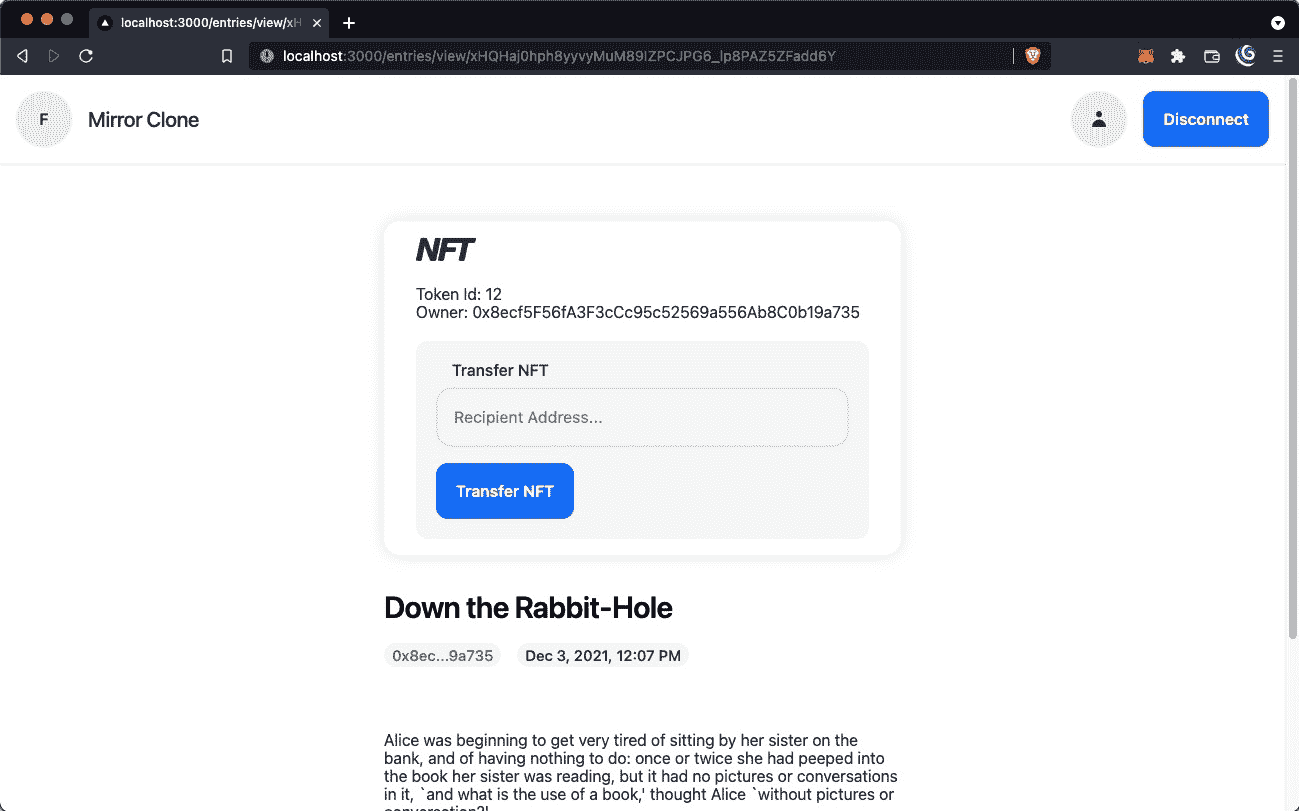 localhost:3000/entries/view/xH
localhost:3000/entries/view/xHQHaj0hph8yyvyMuM89IZPCJPG6_lp8PAZ5ZFadd6Y
F
Mirror Clone
Disconnect
NFT
Token Id: 12
Owner: 0x8ecf5F56fA3F3cCc95c52569a556Ab8C0b19a735
Transfer NFT
Recipient Address...
Transfer NFT
Down the Rabbit-Hole
0x8ec...9a735
Dec 3, 2021, 12:07 PM
Alice was beginning to get very tired of sitting by her sister on the
bank, and of having nothing to do: once or twice she had peeped into
the book her sister was reading, but it had no pictures or conversations
in it, `and what is the use of a book,' thought Alice `without pictures or
conversation?'